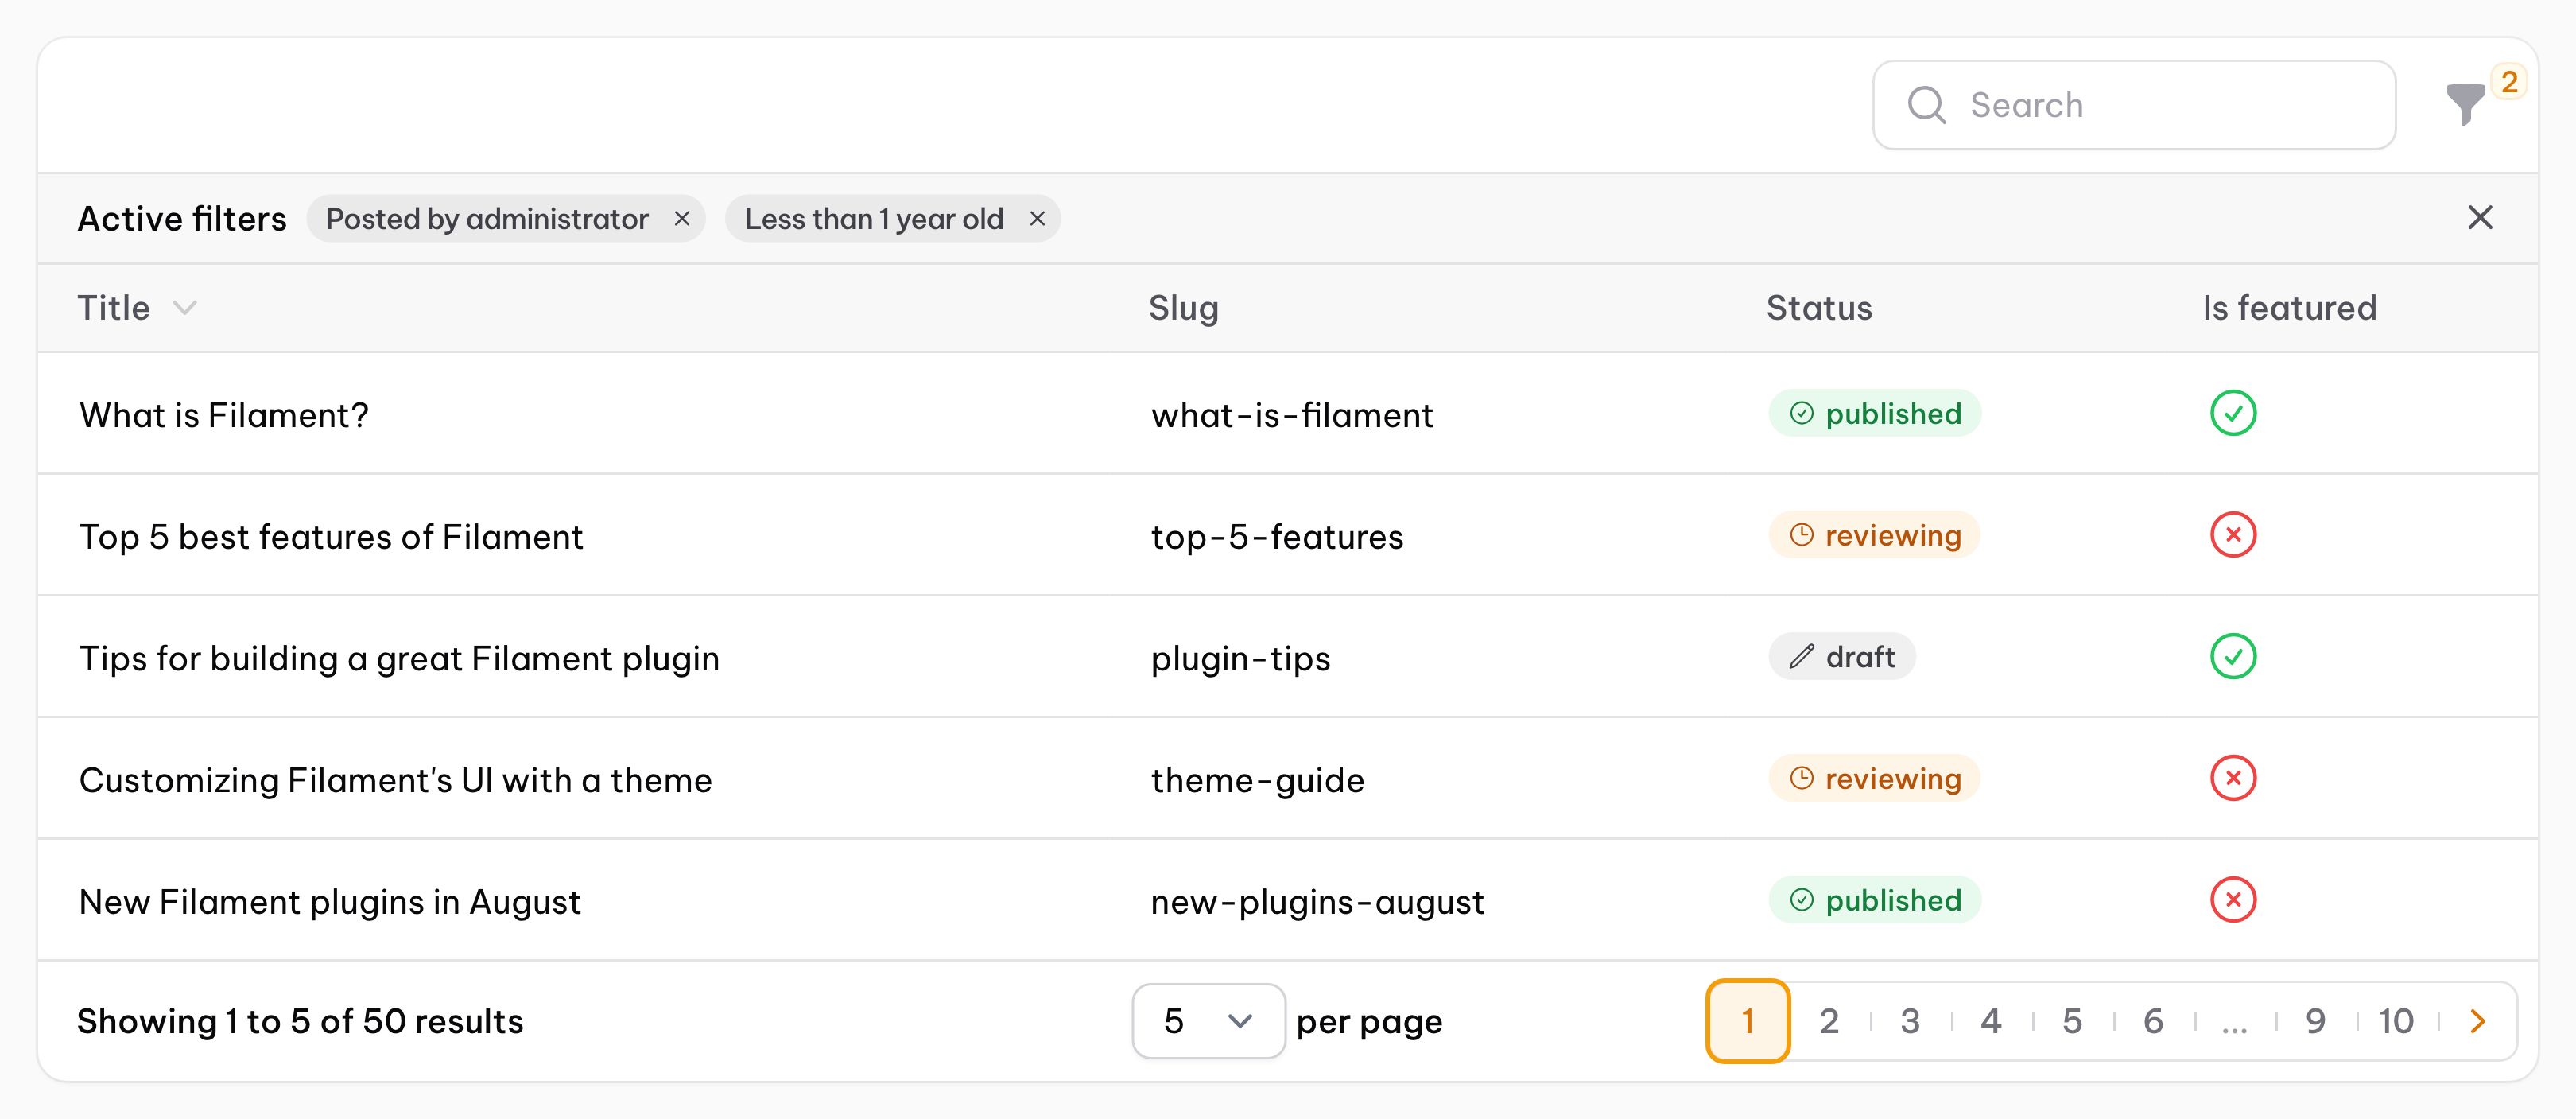 Search
2
Active filters Posted by administrator Less than 1 year old
Title Slug Status Is featured
What is Filament? what-is-filament published
Top 5 best features of Filament top-5-features reviewing
Tips for building a great Filament plugin plugin-tips draft
Customizing Filament's UI with a theme theme-guide reviewing
New Filament plugins in August new-plugins-august published
Showing 1 to 5 of 50 results 5 per page 1 2 3 4 5 6 ... 9 10